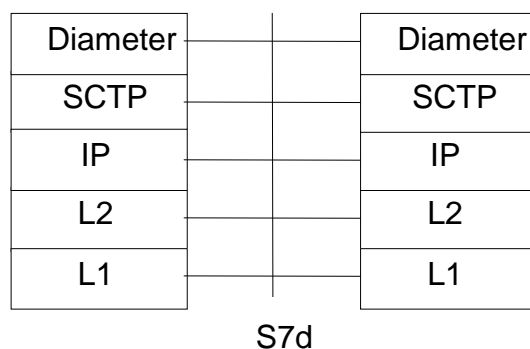 Diameter Diameter
SCTP SCTP
IP IP
L2 L2
L1 L1
S7d